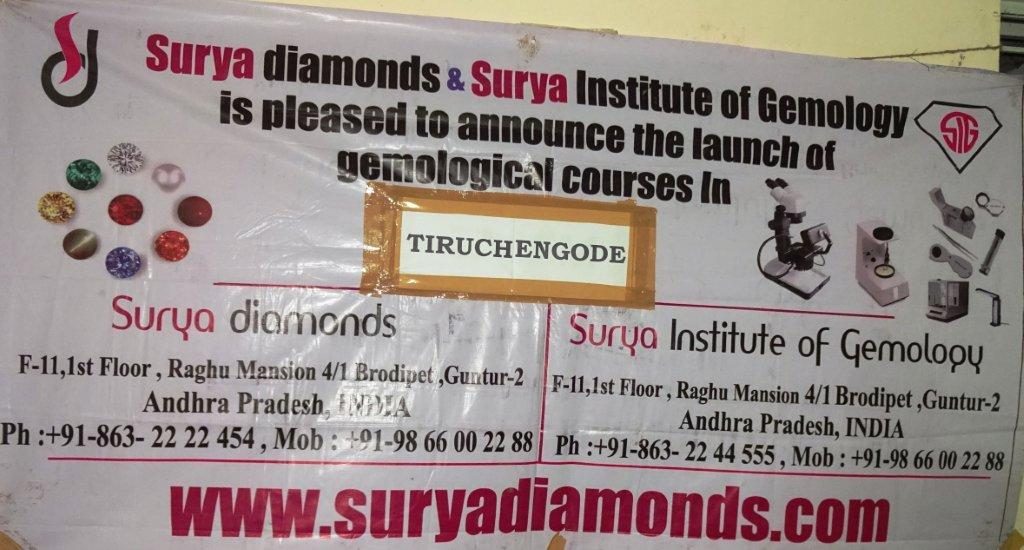 Surya diamonds & Surya Institute of Gemology
is pleased to announce the launch of
gemological courses In
TIRUCHENGODE
SIG
Surya diamonds
F-11,1st Floor , Raghu Mansion 4/1 Brodipet ,Guntur-2
Andhra Pradesh, INDIA
Ph :+91-863- 22 22 454 , Mob : +91-98 66 00 22 88
Surya Institute of Gemology
F-11,1st Floor , Raghu Mansion 4/1 Brodipet ,Guntur-2
Andhra Pradesh, INDIA
Ph :+91-863- 22 44 555 , Mob : +91-98 66 00 22 88
www.suryadiamonds.com